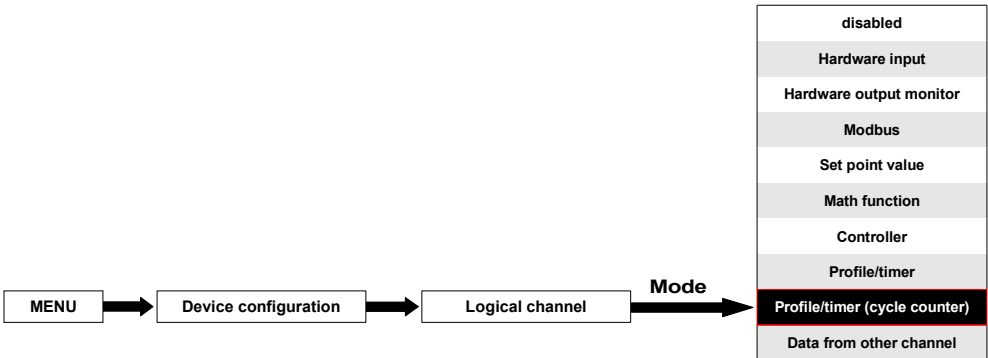 disabled
Hardware input
Hardware output monitor
Modbus
Set point value
Math function
Controller
Profile/timer
Mode
MENU Device configuration Logical channel Profile/timer (cycle counter)
Data from other channel